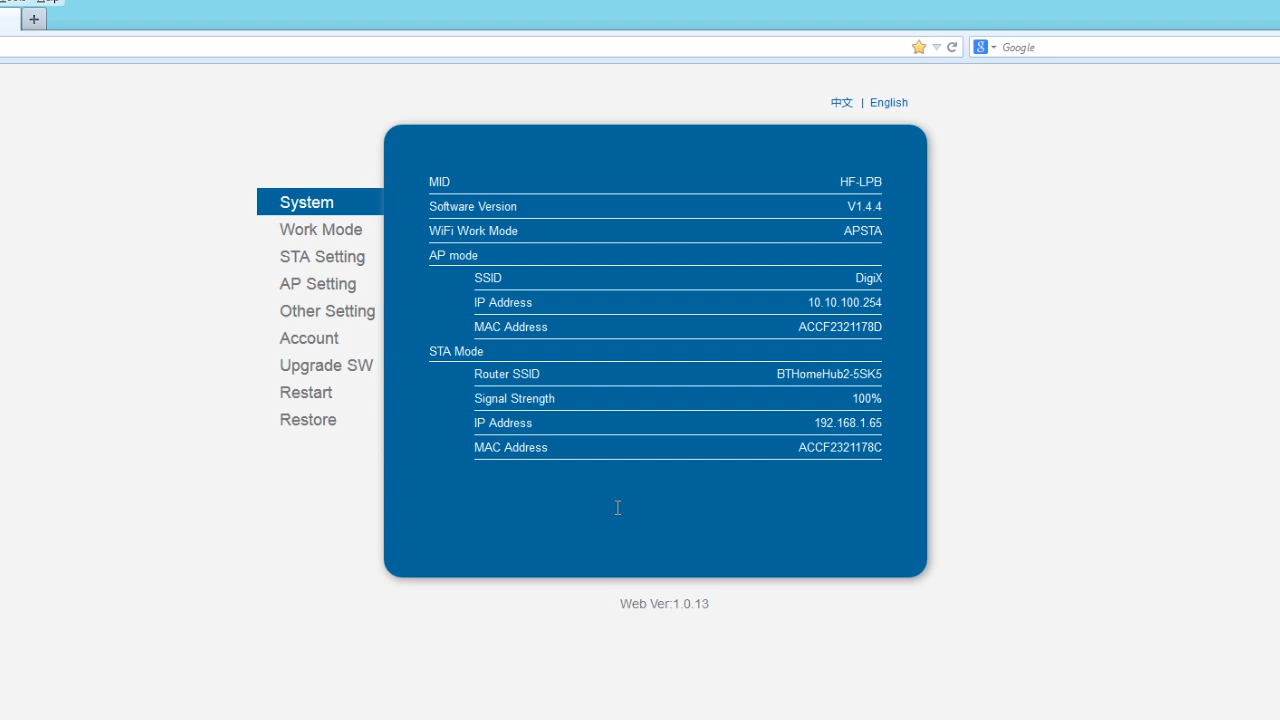 +
Google
中文 | English
System
Work Mode
STA Setting
AP Setting
Other Setting
Account
Upgrade SW
Restart
Restore
MID HF-LPB
Software Version V1.4.4
WiFi Work Mode APSTA
AP mode
SSID DigiX
IP Address 10.10.100.254
MAC Address ACCF2321178D
STA Mode
Router SSID BTHomeHub2-5SK5
Signal Strength 100%
IP Address 192.168.1.65
MAC Address ACCF2321178C
Web Ver:1.0.13